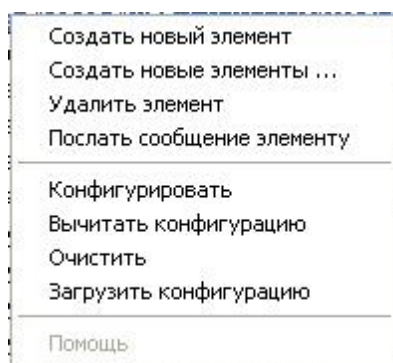 Создать новый элемент
Создать новые элементы ...
Удалить элемент
Послать сообщение элементу
Конфигурировать
Вычитать конфигурацию
Очистить
Загрузить конфигурацию
Помощь